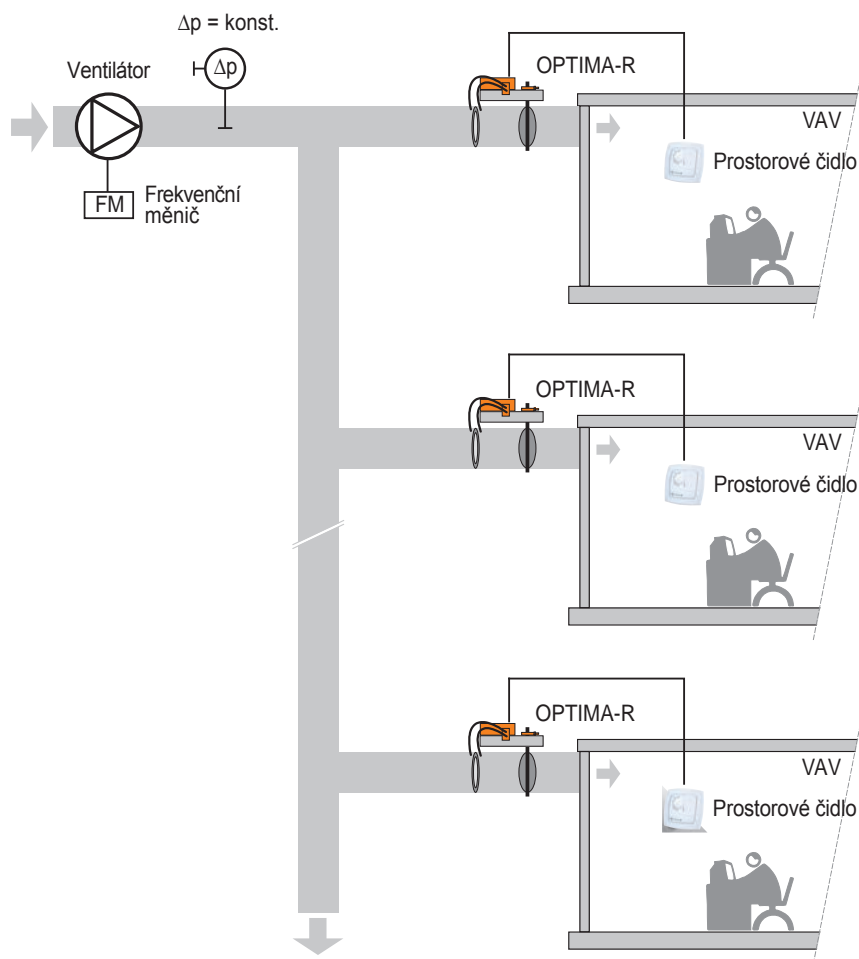 Δp = konst.
Ventilátor
Δp
FM
Frekvenční
měnič
OPTIMA-R
VAV
Prostorové čidlo
OPTIMA-R
VAV
Prostorové čidlo
OPTIMA-R
VAV
Prostorové čidlo